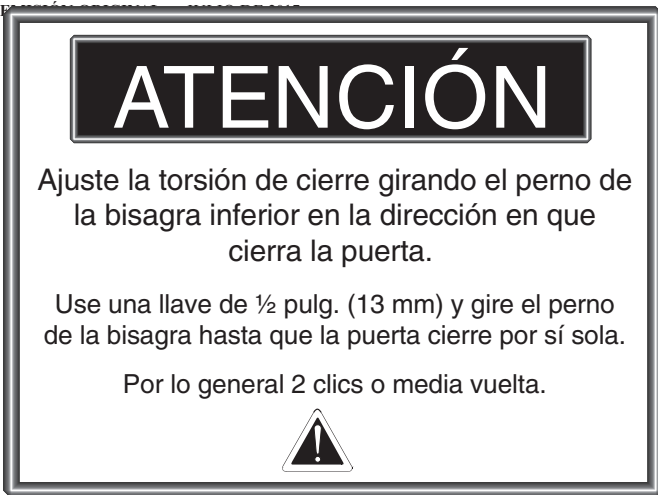 ATENCIÓN
Ajuste la torsión de cierre girando el perno de
la bisagra inferior en la dirección en que
cierra la puerta.
Use una llave de ½ pulg. (13 mm) y gire el perno
de la bisagra hasta que la puerta cierre por sí sola.
Por lo general 2 clics o media vuelta.